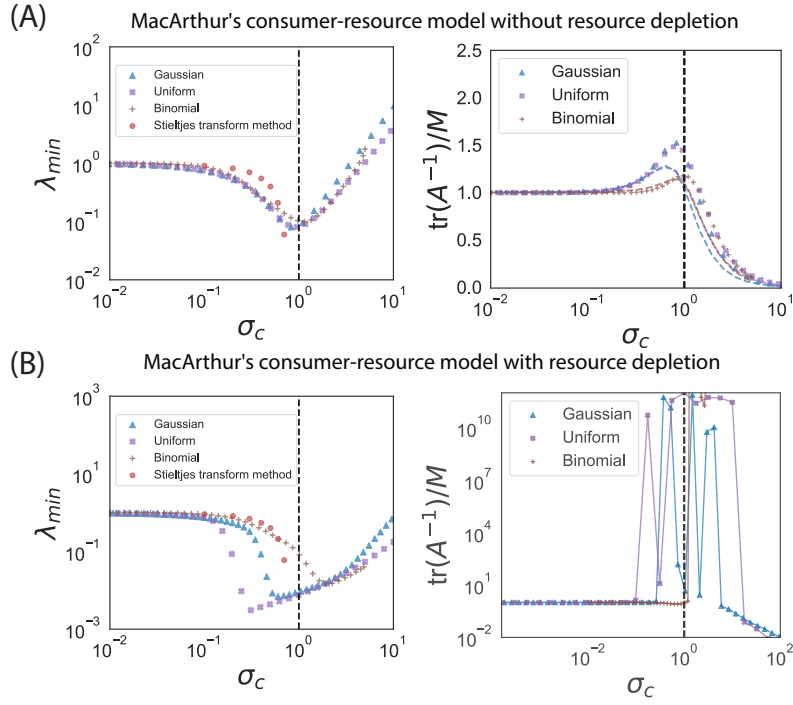 (A)
MacArthur's consumer-resource model without resource depletion
10^2
10^1
10^0
10^-1
10^-2
λ_min
Gaussian
Uniform
Binomial
Stieltjes transform method
10^-2
10^-1
10^0
10^1
σ_c
2.5
2.0
1.5
1.0
0.5
0.0
tr(A^-1)/M
Gaussian
Uniform
Binomial
10^-2
10^-1
10^0
10^1
σ_c
(B)
MacArthur's consumer-resource model with resource depletion
10^3
10^1
10^-1
10^-3
λ_min
Gaussian
Uniform
Binomial
Stieltjes transform method
10^-2
10^-1
10^0
10^1
σ_c
10^10
10^7
10^4
10^1
10^-2
tr(A^-1)/M
Gaussian
Uniform
Binomial
10^-2
10^0
10^2
σ_c